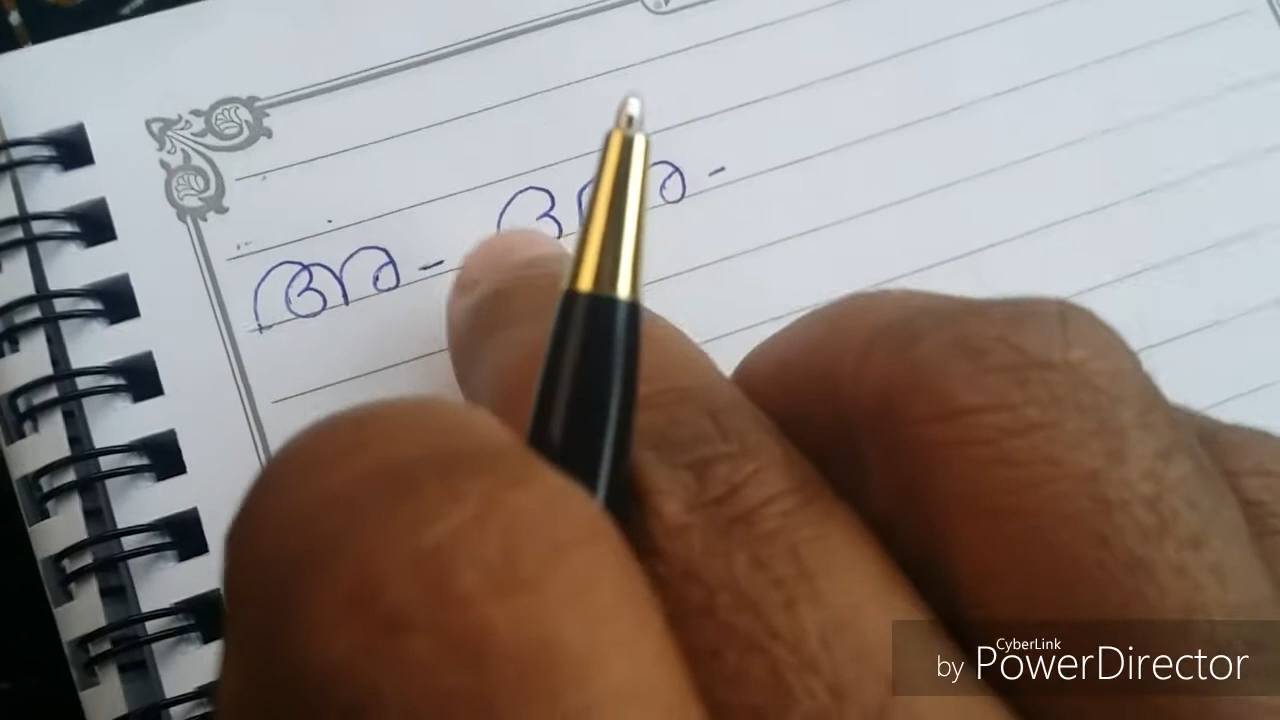 അ - അ -
by CyberLink PowerDirector